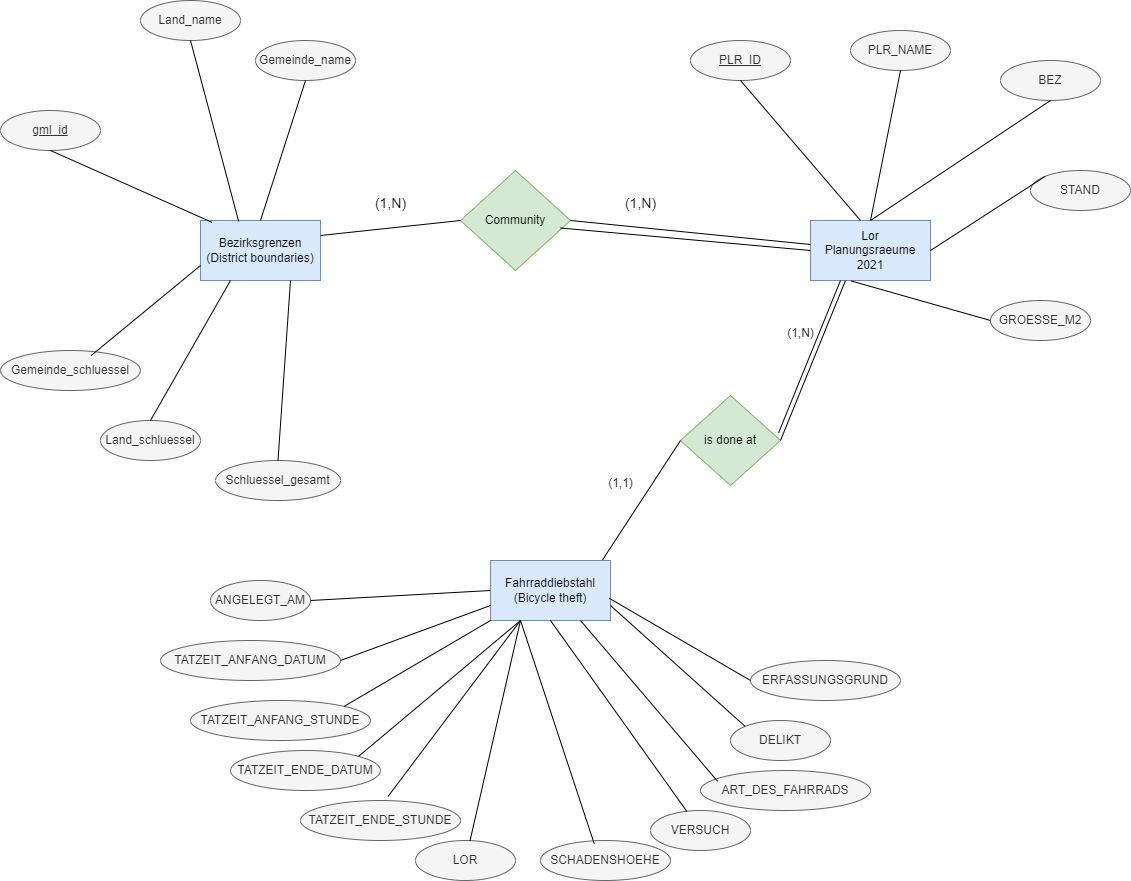 Land_name
Gemeinde_name
gml_id
PLR_ID
PLR_NAME
BEZ
STAND
(1,N)
Community
(1,N)
Bezirksgrenzen
(District boundaries)
Lor
Planungsraeume
2021
GROESSE_M2
(1,N)
Gemeinde_schluessel
Land_schluessel
Schluessel_gesamt
is done at
(1,1)
Fahrraddiebstahl
(Bicycle theft)
ANGELEGT_AM
TATZEIT_ANFANG_DATUM
TATZEIT_ANFANG_STUNDE
TATZEIT_ENDE_DATUM
TATZEIT_ENDE_STUNDE
LOR
SCHADENSHOEHE
VERSUCH
ART_DES_FAHRRADS
DELIKT
ERFASSUNGSGRUND